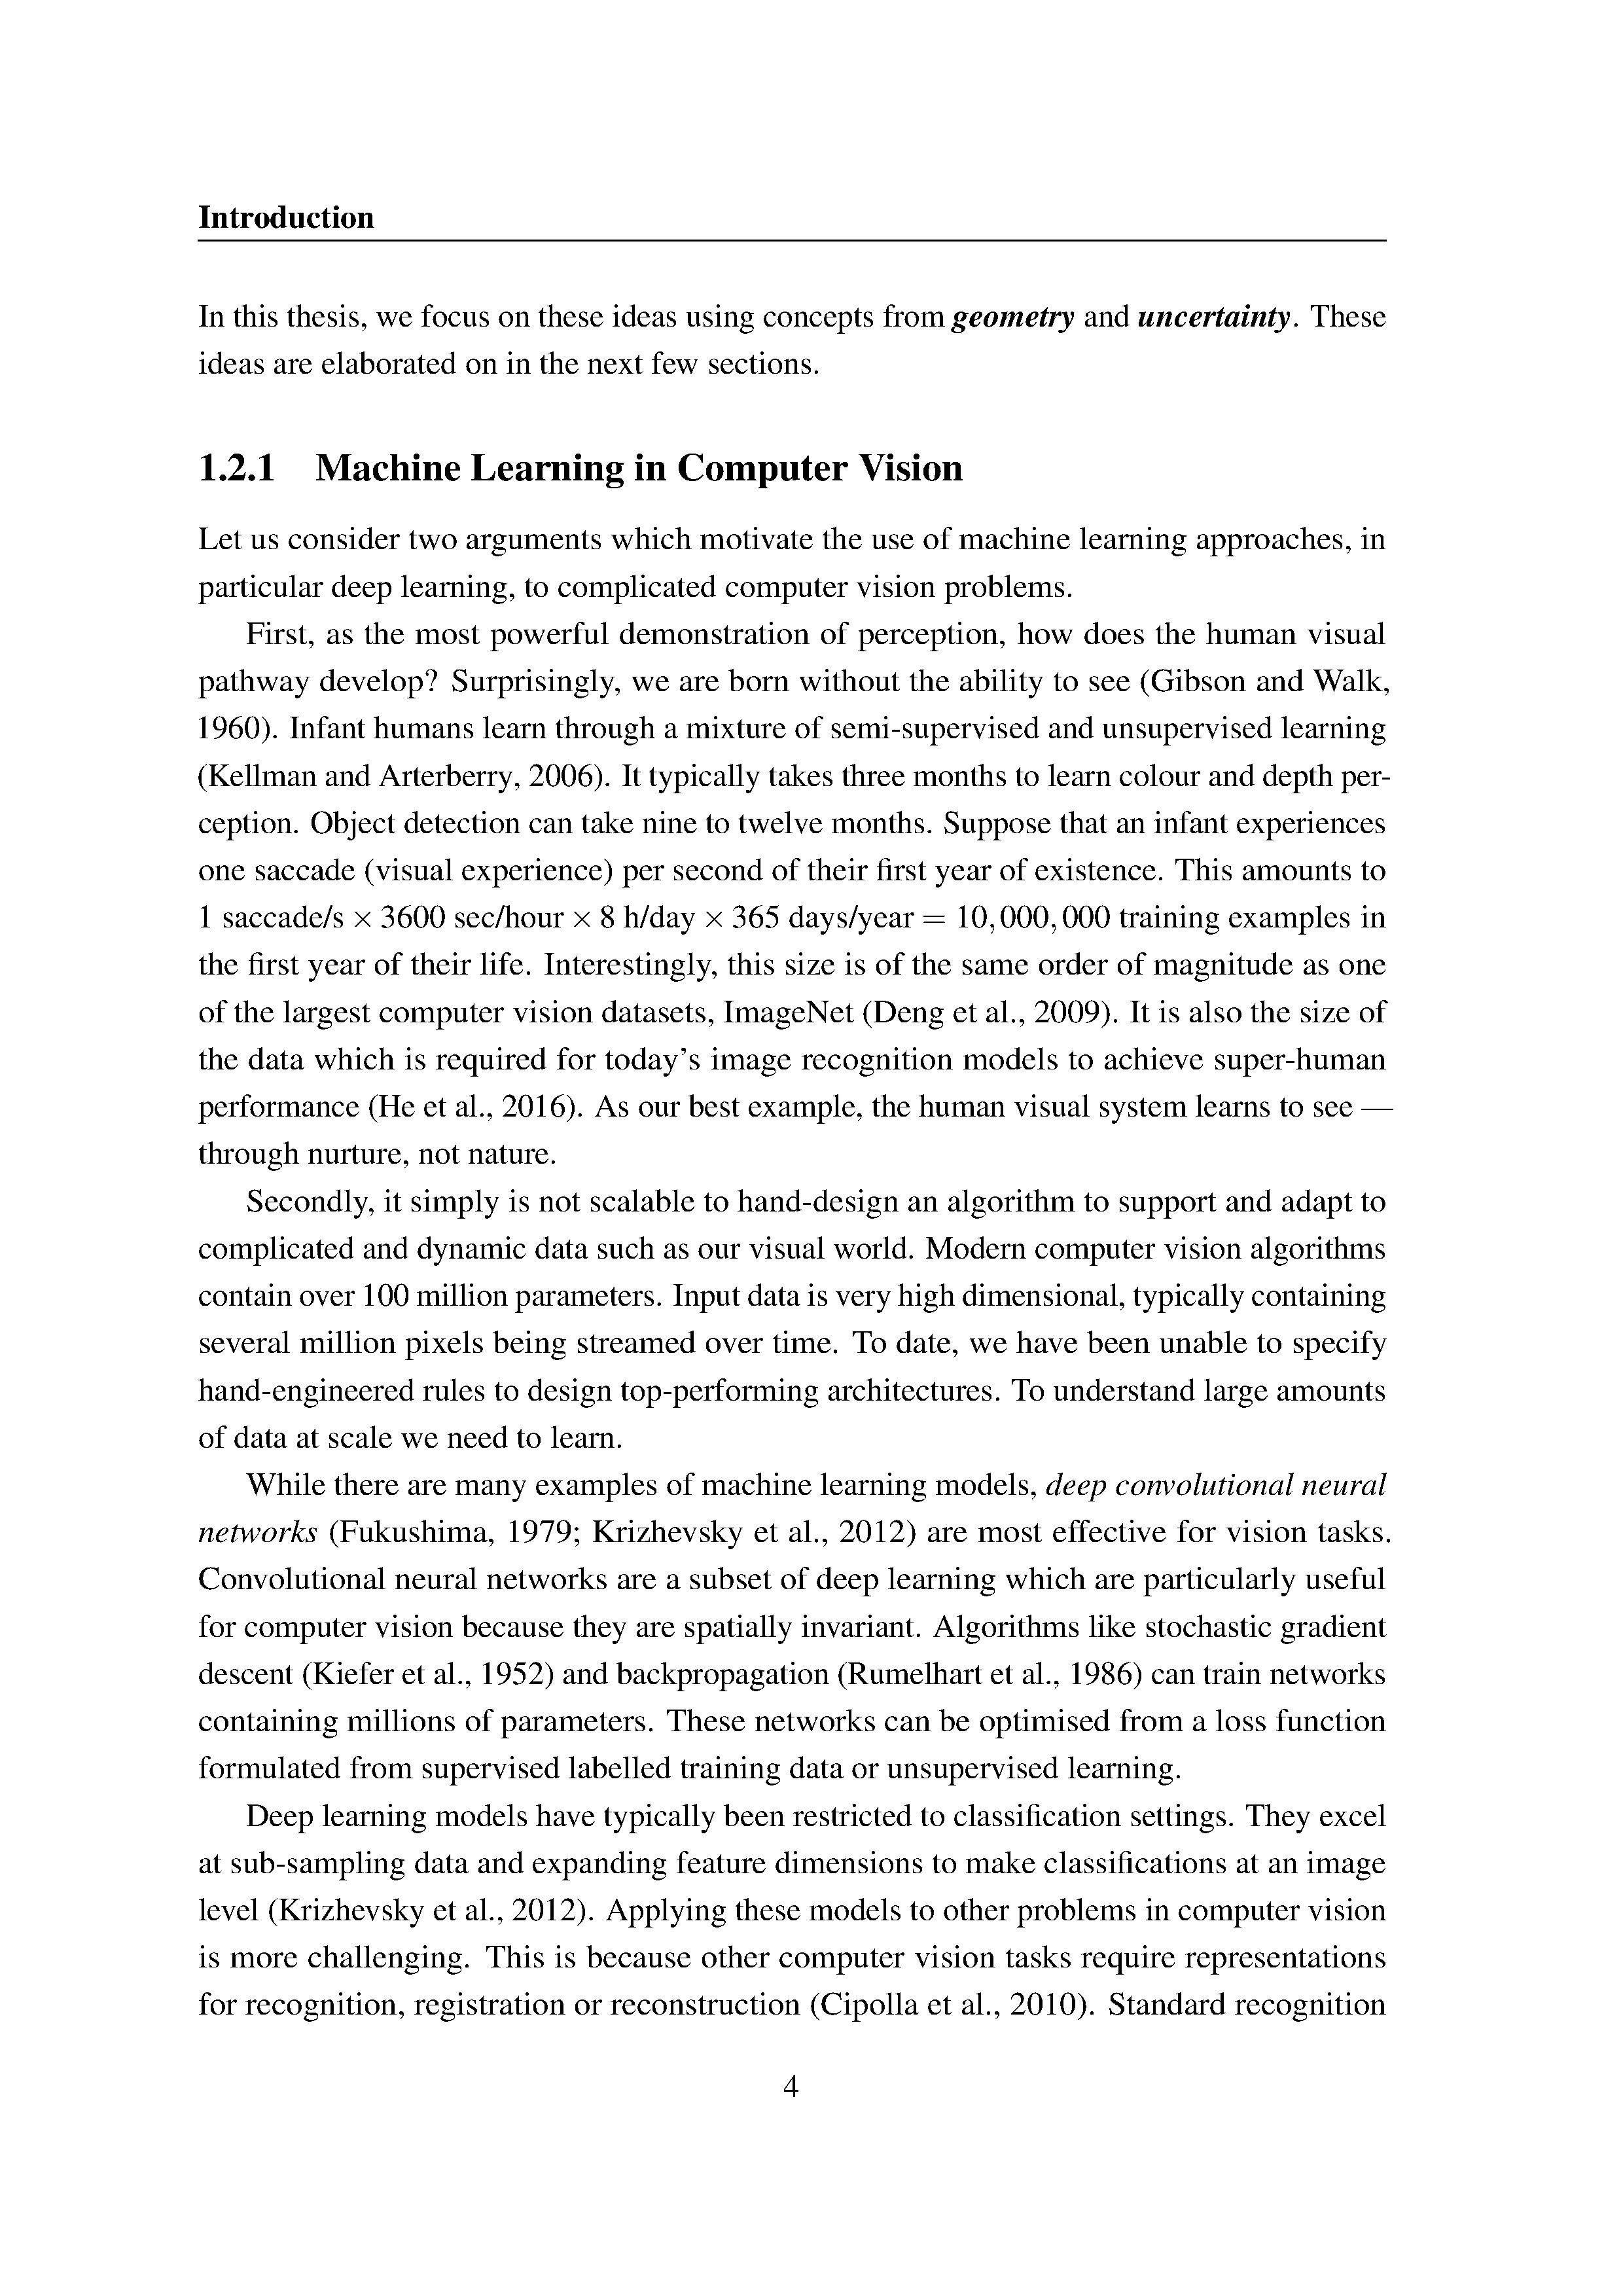 Introduction
In this thesis, we focus on these ideas using concepts from geometry and uncertainty. These
ideas are elaborated on in the next few sections.
1.2.1 Machine Learning in Computer Vision
Let us consider two arguments which motivate the use of machine learning approaches, in
particular deep learning, to complicated computer vision problems.
First, as the most powerful demonstration of perception, how does the human visual
pathway develop? Surprisingly, we are born without the ability to see (Gibson and Walk,
1960). Infant humans learn through a mixture of semi-supervised and unsupervised learning
(Kellman and Arterberry, 2006). It typically takes three months to learn colour and depth per-
ception. Object detection can take nine to twelve months. Suppose that an infant experiences
one saccade (visual experience) per second of their first year of existence. This amounts to
1 saccade/s × 3600 sec/hour × 8 h/day × 365 days/year = 10,000,000 training examples in
the first year of their life. Interestingly, this size is of the same order of magnitude as one
of the largest computer vision datasets, ImageNet (Deng et al., 2009). It is also the size of
the data which is required for today's image recognition models to achieve super-human
performance (He et al., 2016). As our best example, the human visual system learns to see —
through nurture, not nature.
Secondly, it simply is not scalable to hand-design an algorithm to support and adapt to
complicated and dynamic data such as our visual world. Modern computer vision algorithms
contain over 100 million parameters. Input data is very high dimensional, typically containing
several million pixels being streamed over time. To date, we have been unable to specify
hand-engineered rules to design top-performing architectures. To understand large amounts
of data at scale we need to learn.
While there are many examples of machine learning models, deep convolutional neural
networks (Fukushima, 1979; Krizhevsky et al., 2012) are most effective for vision tasks.
Convolutional neural networks are a subset of deep learning which are particularly useful
for computer vision because they are spatially invariant. Algorithms like stochastic gradient
descent (Kiefer et al., 1952) and backpropagation (Rumelhart et al., 1986) can train networks
containing millions of parameters. These networks can be optimised from a loss function
formulated from supervised labelled training data or unsupervised learning.
Deep learning models have typically been restricted to classification settings. They excel
at sub-sampling data and expanding feature dimensions to make classifications at an image
level (Krizhevsky et al., 2012). Applying these models to other problems in computer vision
is more challenging. This is because other computer vision tasks require representations
for recognition, registration or reconstruction (Cipolla et al., 2010). Standard recognition
4